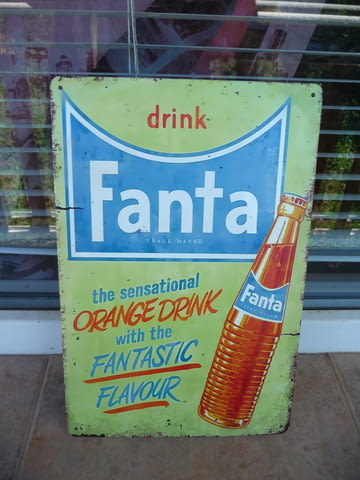 drink
Fanta
TRADE MARK®
the sensational
ORANGE DRINK
with the
FANTASTIC
FLAVOUR
Fanta